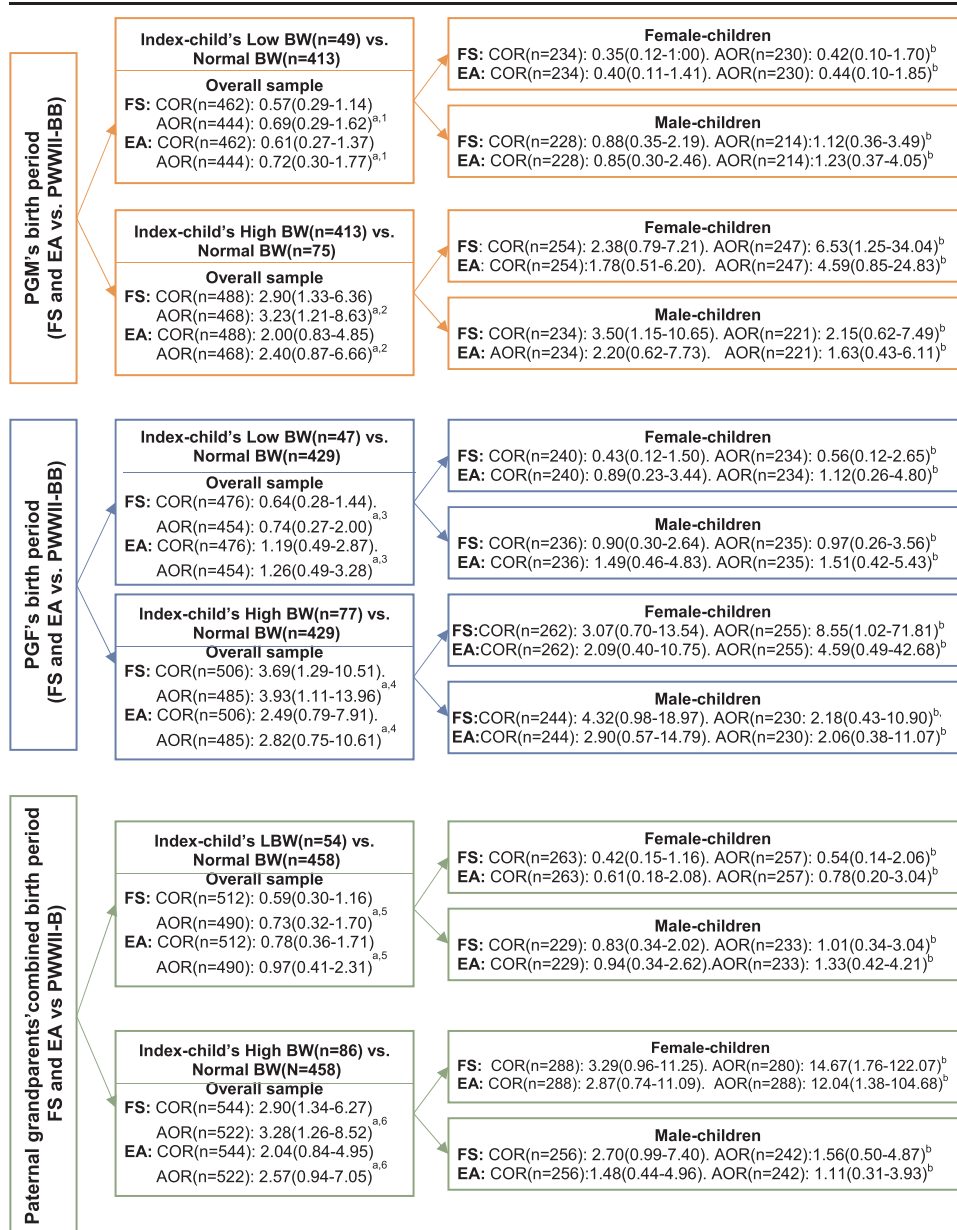 PGM's birth period
(FS and EA vs. PWWII-BB)
Index-child's Low BW(n=49) vs.
Normal BW(n=413)
Overall sample
FS: COR(n=462): 0.57(0.29-1.14)
AOR(n=444): 0.69(0.29-1.62)a,1
EA: COR(n=462): 0.61(0.27-1.37)
AOR(n=444): 0.72(0.30-1.77)a,1
Female-children
FS: COR(n=234): 0.35(0.12-1:00). AOR(n=230): 0.42(0.10-1.70)b
EA: COR(n=234): 0.40(0.11-1.41). AOR(n=230): 0.44(0.10-1.85)b
Male-children
FS: COR(n=228): 0.88(0.35-2.19). AOR(n=214):1.12(0.36-3.49)b
EA: COR(n=228): 0.85(0.30-2.46). AOR(n=214):1.23(0.37-4.05)b
Index-child's High BW(n=413) vs.
Normal BW(n=75)
Overall sample
FS: COR(n=488): 2.90(1.33-6.36)
AOR(n=468): 3.23(1.21-8.63)a,2
EA: COR(n=488): 2.00(0.83-4.85)
AOR(n=468): 2.40(0.87-6.66)a,2
Female-children
FS: COR(n=254): 2.38(0.79-7.21). AOR(n=247): 6.53(1.25-34.04)b
EA: COR(n=254):1.78(0.51-6.20). AOR(n=247): 4.59(0.85-24.83)b
Male-children
FS: COR(n=234): 3.50(1.15-10.65). AOR(n=221): 2.15(0.62-7.49)b
EA: AOR(n=234): 2.20(0.62-7.73). AOR(n=221): 1.63(0.43-6.11)b
PGF's birth period
(FS and EA vs. PWWII-BB)
Index-child's Low BW(n=47) vs.
Normal BW(n=429)
Overall sample
FS: COR(n=476): 0.64(0.28-1.44).
AOR(n=454): 0.74(0.27-2.00)a,3
EA: COR(n=476): 1.19(0.49-2.87).
AOR(n=454): 1.26(0.49-3.28)a,3
Female-children
FS: COR(n=240): 0.43(0.12-1.50). AOR(n=234): 0.56(0.12-2.65)b
EA: COR(n=240): 0.89(0.23-3.44). AOR(n=234): 1.12(0.26-4.80)b
Male-children
FS: COR(n=236): 0.90(0.30-2.64). AOR(n=235): 0.97(0.26-3.56)b
EA: COR(n=236): 1.49(0.46-4.83). AOR(n=235): 1.51(0.42-5.43)b
Index-child's High BW(n=77) vs.
Normal BW(n=429)
Overall sample
FS: COR(n=506): 3.69(1.29-10.51).
AOR(n=485): 3.93(1.11-13.96)a,4
EA: COR(n=506): 2.49(0.79-7.91).
AOR(n=485): 2.82(0.75-10.61)a,4
Female-children
FS:COR(n=262): 3.07(0.70-13.54). AOR(n=255): 8.55(1.02-71.81)b
EA:COR(n=262): 2.09(0.40-10.75). AOR(n=255): 4.59(0.49-42.68)b
Male-children
FS:COR(n=244): 4.32(0.98-18.97). AOR(n=230: 2.18(0.43-10.90)b.
EA:COR(n=244): 2.90(0.57-14.79). AOR(n=230): 2.06(0.38-11.07)b
Paternal grandparents'combined birth period
FS and EA vs PWWII-B)
Index-child's LBW(n=54) vs.
Normal BW(n=458)
Overall sample
FS: COR(n=512): 0.59(0.30-1.16)
AOR(n=490): 0.73(0.32-1.70)a,5
EA: COR(n=512): 0.78(0.36-1.71)
AOR(n=490): 0.97(0.41-2.31)a,5
Female-children
FS: COR(n=263): 0.42(0.15-1.16). AOR(n=257): 0.54(0.14-2.06)b
EA: COR(n=263): 0.61(0.18-2.08). AOR(n=257): 0.78(0.20-3.04)b
Male-children
FS: COR(n=229): 0.83(0.34-2.02). AOR(n=233): 1.01(0.34-3.04)b
EA: COR(n=229): 0.94(0.34-2.62).AOR(n=233): 1.33(0.42-4.21)b
Index-child's High BW(n=86) vs.
Normal BW(N=458)
Overall sample
FS: COR(n=544): 2.90(1.34-6.27)
AOR(n=522): 3.28(1.26-8.52)a,6
EA: COR(n=544): 2.04(0.84-4.95)
AOR(n=522): 2.57(0.94-7.05)a,6
Female-children
FS: COR(n=288): 3.29(0.96-11.25). AOR(n=280): 14.67(1.76-122.07)b
EA: COR(n=288): 2.87(0.74-11.09). AOR(n=288): 12.04(1.38-104.68)b
Male-children
FS: COR(n=256): 2.70(0.99-7.40). AOR(n=242):1.56(0.50-4.87)b
EA: COR(n=256):1.48(0.44-4.96). AOR(n=242): 1.11(0.31-3.93)b